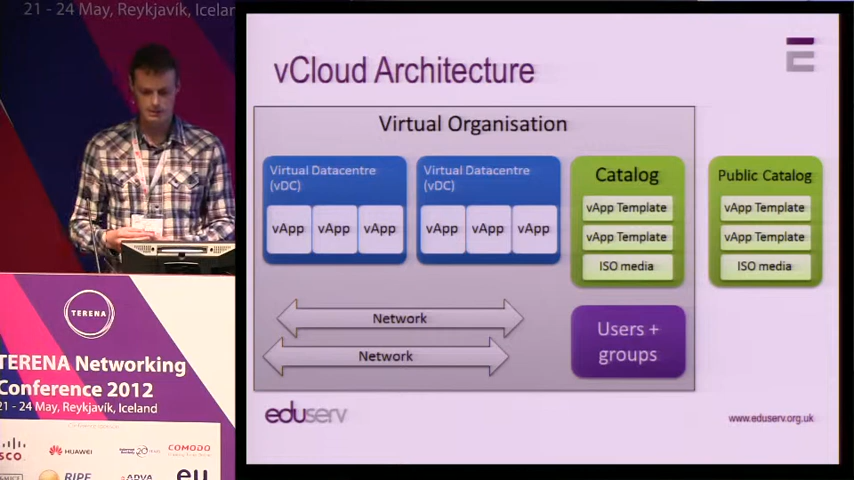 21 - 24 May, Reykjavík, Icelan
TERENA
TERENA Networking
Conference 2012
21 - 24 May, Reykjavík, Iceland
HUAWEI
COMODO
RIPE
ADVA
eu
vCloud Architecture
Virtual Organisation
Virtual Datacentre
(vDC)
vApp vApp vApp
Virtual Datacentre
(vDC)
vApp vApp vApp
Catalog
vApp Template
vApp Template
ISO media
Public Catalog
vApp Template
vApp Template
ISO media
Network
Network
Users +
groups
eduserv
www.eduserv.org.uk